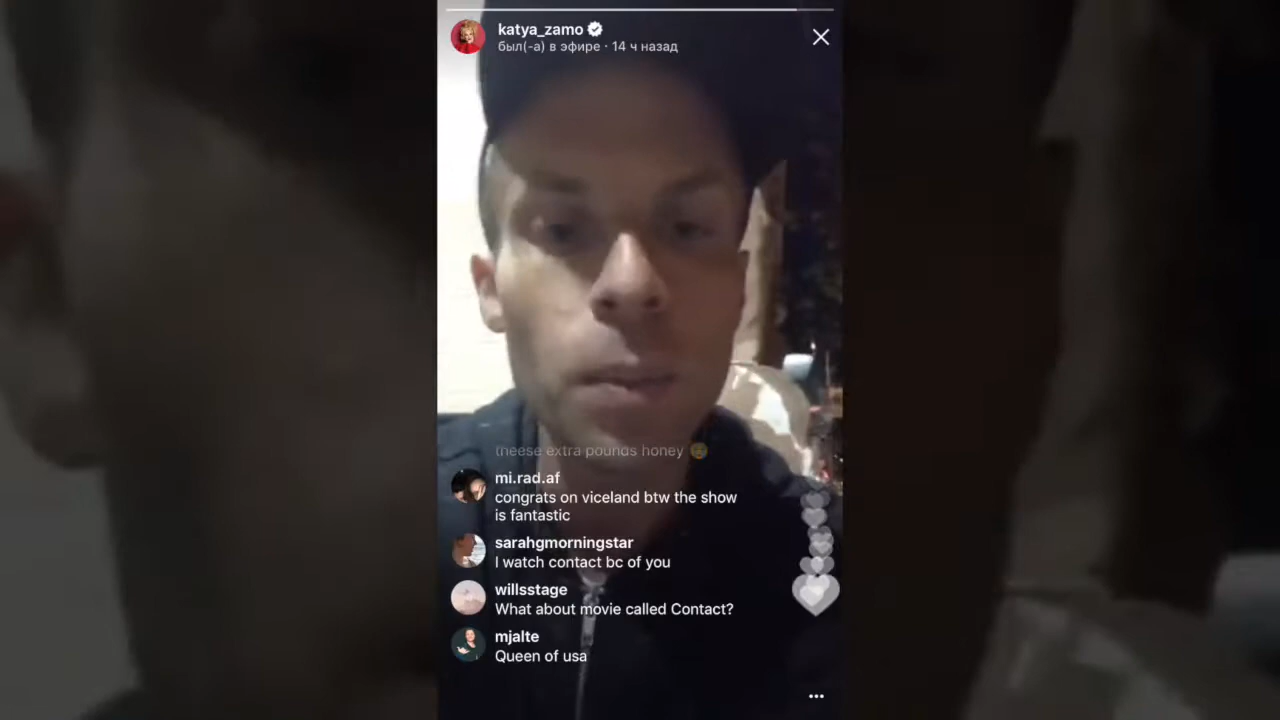 katya_zamo
был(-а) в эфире · 14 ч назад
theese extra pounds honey
mi.rad.af
congrats on viceland btw the show
is fantastic
sarahgmorningstar
I watch contact bc of you
willsstage
What about movie called Contact?
mjalte
Queen of usa